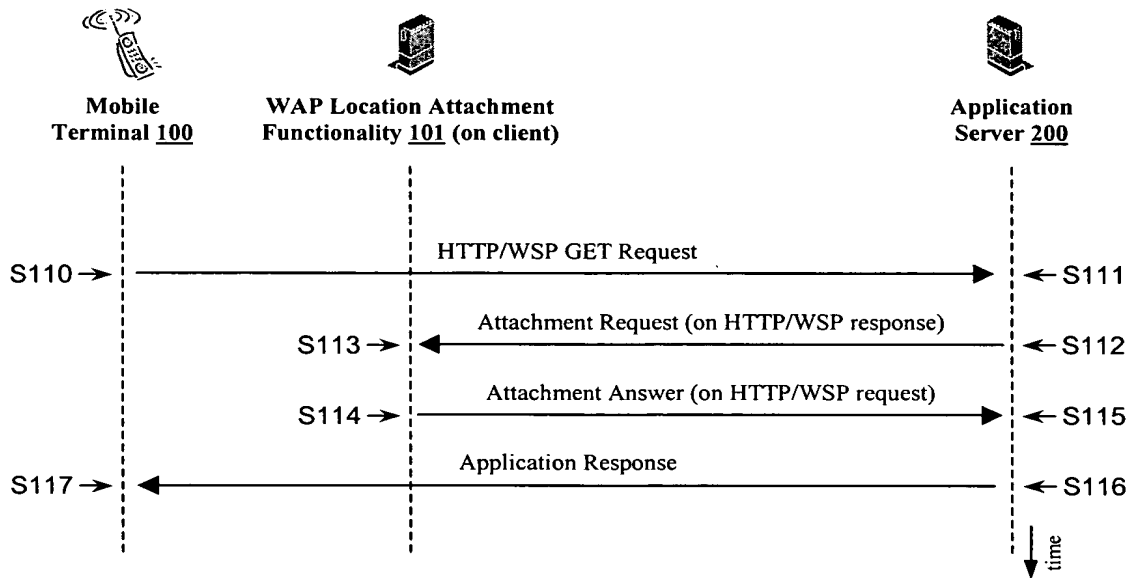 Mobile
Terminal 100
WAP Location Attachment
Functionality 101 (on client)
Application
Server 200
HTTP/WSP GET Request
S110
S111
Attachment Request (on HTTP/WSP response)
S113
S112
Attachment Answer (on HTTP/WSP request)
S114
S115
Application Response
S117
S116
time